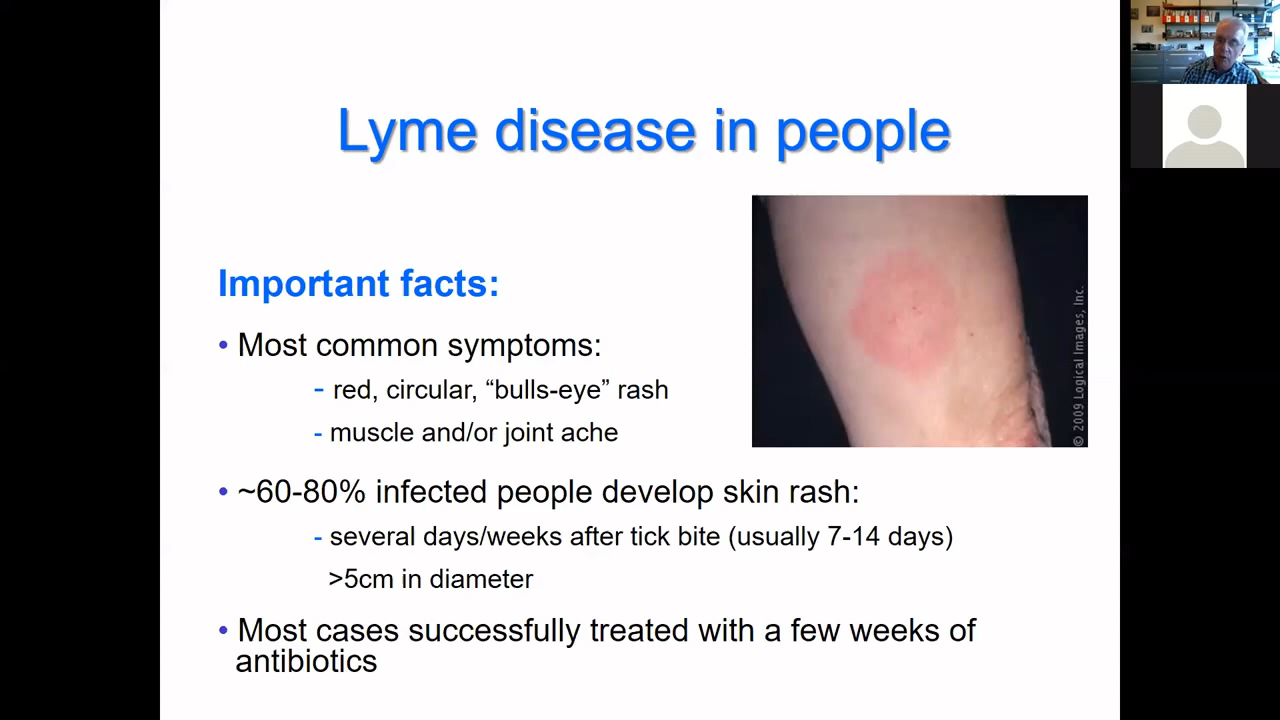 Lyme disease in people
Important facts:
• Most common symptoms:
- red, circular, “bulls-eye” rash
- muscle and/or joint ache
• ~60-80% infected people develop skin rash:
- several days/weeks after tick bite (usually 7-14 days)
>5cm in diameter
• Most cases successfully treated with a few weeks of
antibiotics
© 2009 Logical Images, Inc.